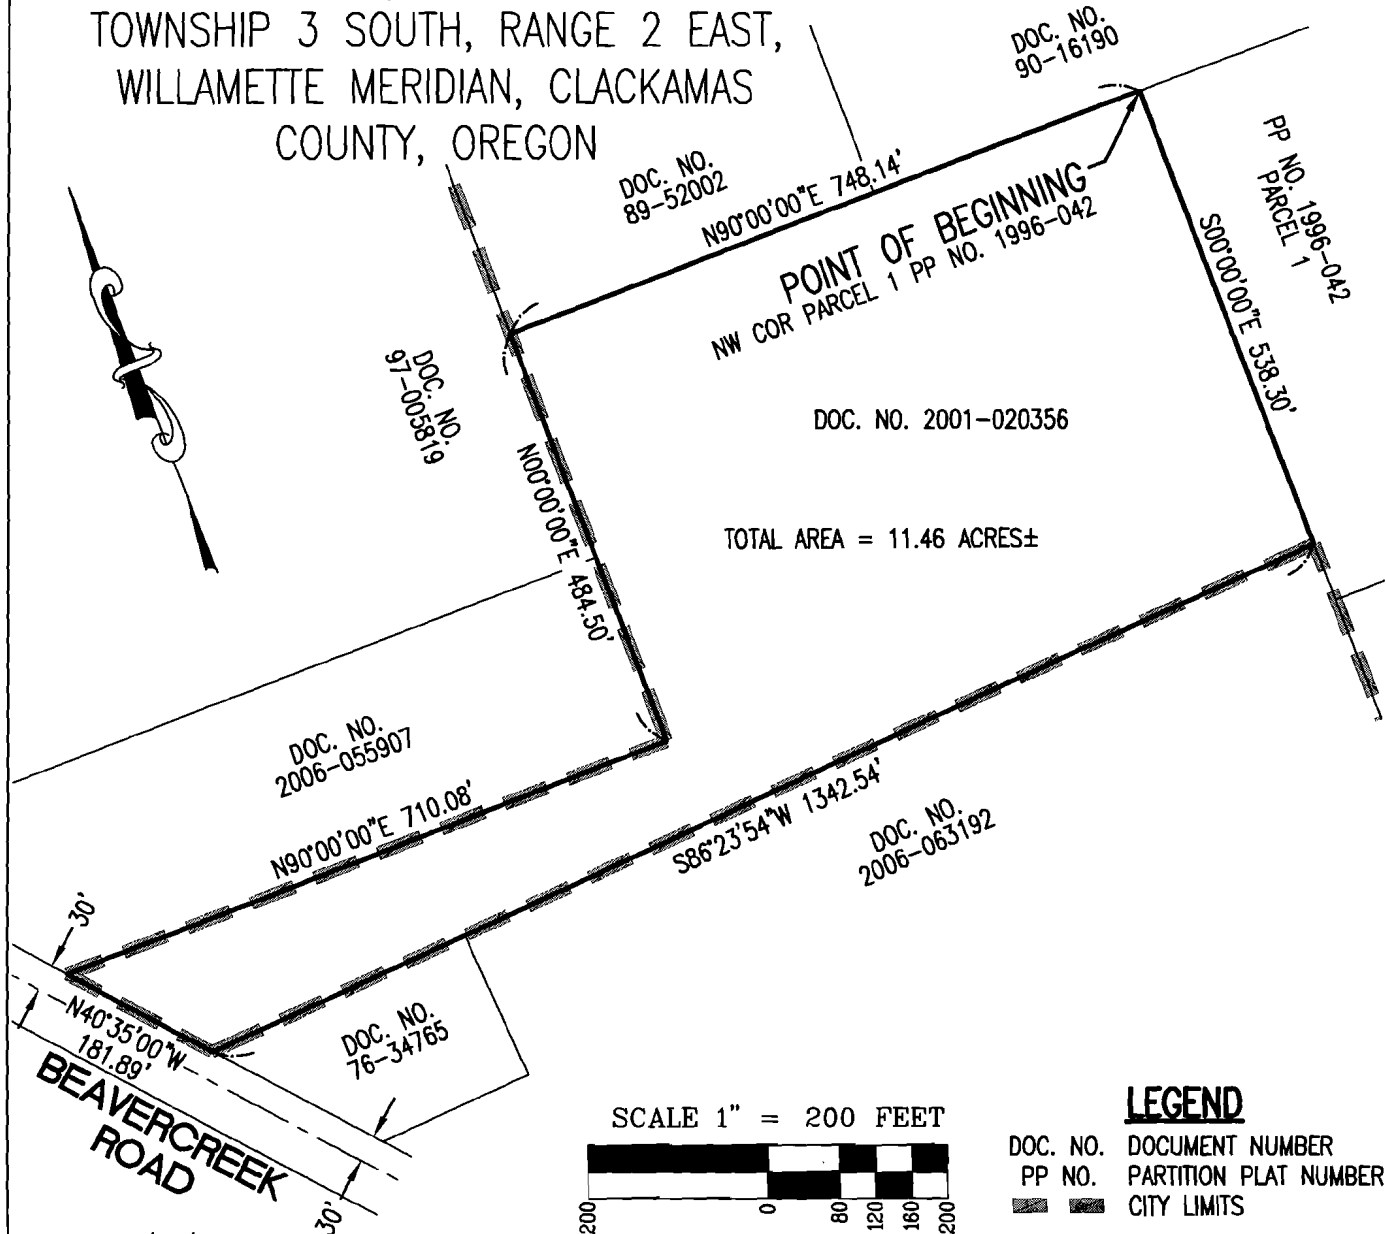 TOWNSHIP 3 SOUTH, RANGE 2 EAST,
WILLAMETTE MERIDIAN, CLACKAMAS
COUNTY, OREGON
DOC. NO.
90-16190
DOC. NO.
89-52002
N90°00'00"E 748.14'
POINT OF BEGINNING
NW COR PARCEL 1 PP NO. 1996-042
PP NO. 1996-042
PARCEL 1
S00°00'00"E 538.30'
DOC. NO.
97-005819
N00°00'00"E 484.50'
DOC. NO. 2001-020356
TOTAL AREA = 11.46 ACRES±
DOC. NO.
2006-055907
N90°00'00"E 710.08'
S86°23'54"W 1342.54'
DOC. NO.
2006-063192
30'
N40°35'00"W
181.89'
DOC. NO.
76-34765
BEAVERCREEK
ROAD
30'
SCALE 1" = 200 FEET
200 0 80 120 160 200
LEGEND
DOC. NO. DOCUMENT NUMBER
PP NO. PARTITION PLAT NUMBER
CITY LIMITS